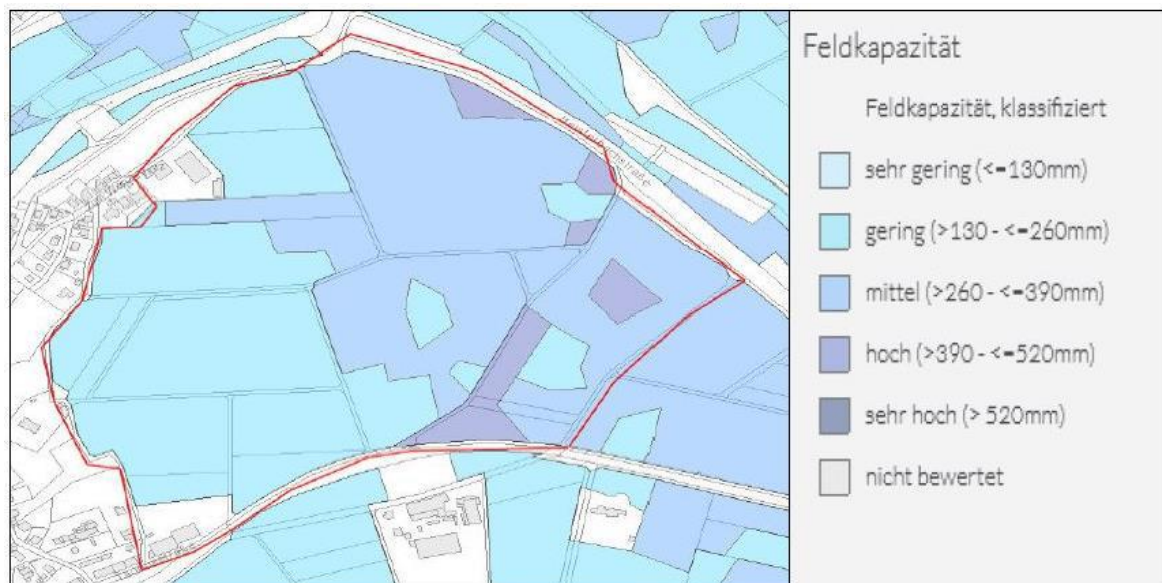 Feldkapazität
Feldkapazität, klassifiziert
sehr gering (<=130mm)
gering (>130 - <=260mm)
mittel (>260 - <=390mm)
hoch (>390 - <=520mm)
sehr hoch (> 520mm)
nicht bewertet